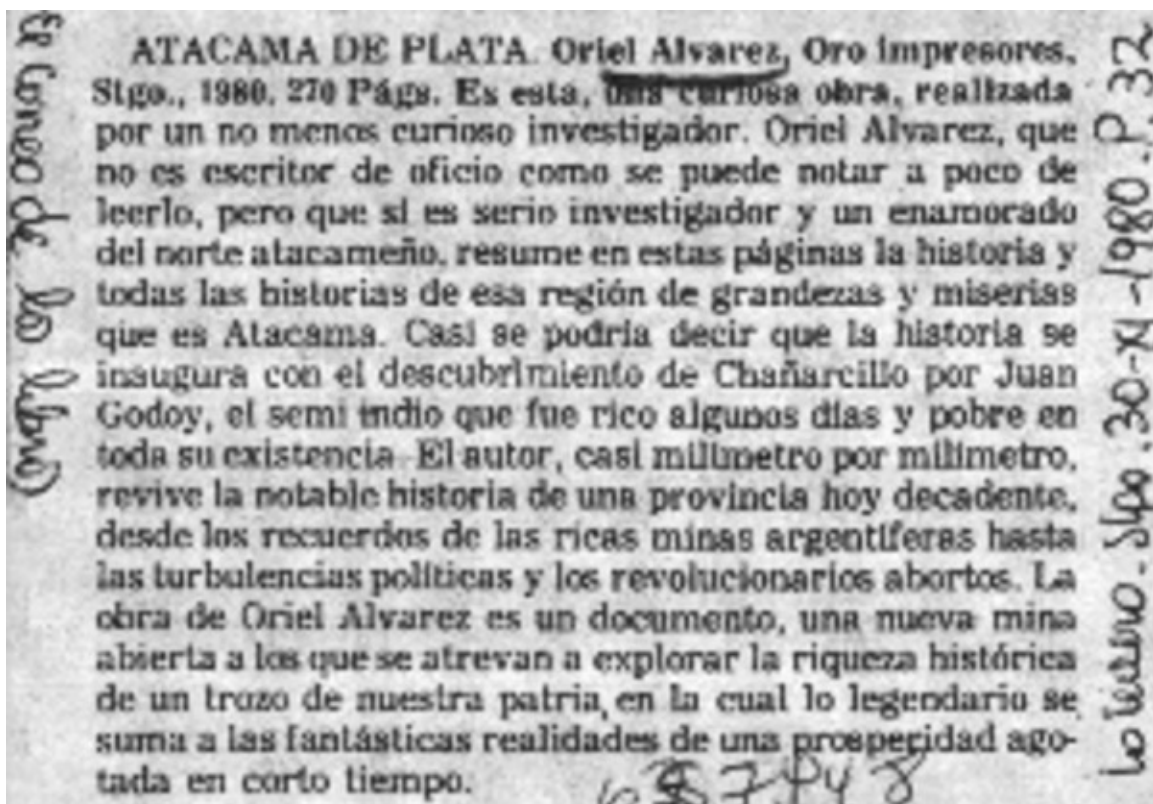 ATACAMA DE PLATA. Oriel Alvarez, Oro impresores,
Stgo., 1980, 270 Págs. Es esta, una curiosa obra, realizada
por un no menos curioso investigador. Oriel Alvarez, que
no es escritor de oficio como se puede notar a poco de
leerlo, pero que sí es serio investigador y un enamorado
del norte atacameño, resume en estas páginas la historia y
todas las historias de esa región de grandezas y miserias
que es Atacama. Casi se podría decir que la historia se
inaugura con el descubrimiento de Chañarcillo por Juan
Godoy, el semi indio que fue rico algunos días y pobre en
toda su existencia. El autor, casi milímetro por milímetro,
revive la notable historia de una provincia hoy decadente,
desde los recuerdos de las ricas minas argentíferas hasta
las turbulencias políticas y los revolucionarios abortos. La
obra de Oriel Alvarez es un documento, una nueva mina
abierta a los que se atrevan a explorar la riqueza histórica
de un trozo de nuestra patria, en la cual lo legendario se
suma a las fantásticas realidades de una prosperidad ago-
tada en corto tiempo.
La Tercera. Stgo. 30-XI-1980. P. 32